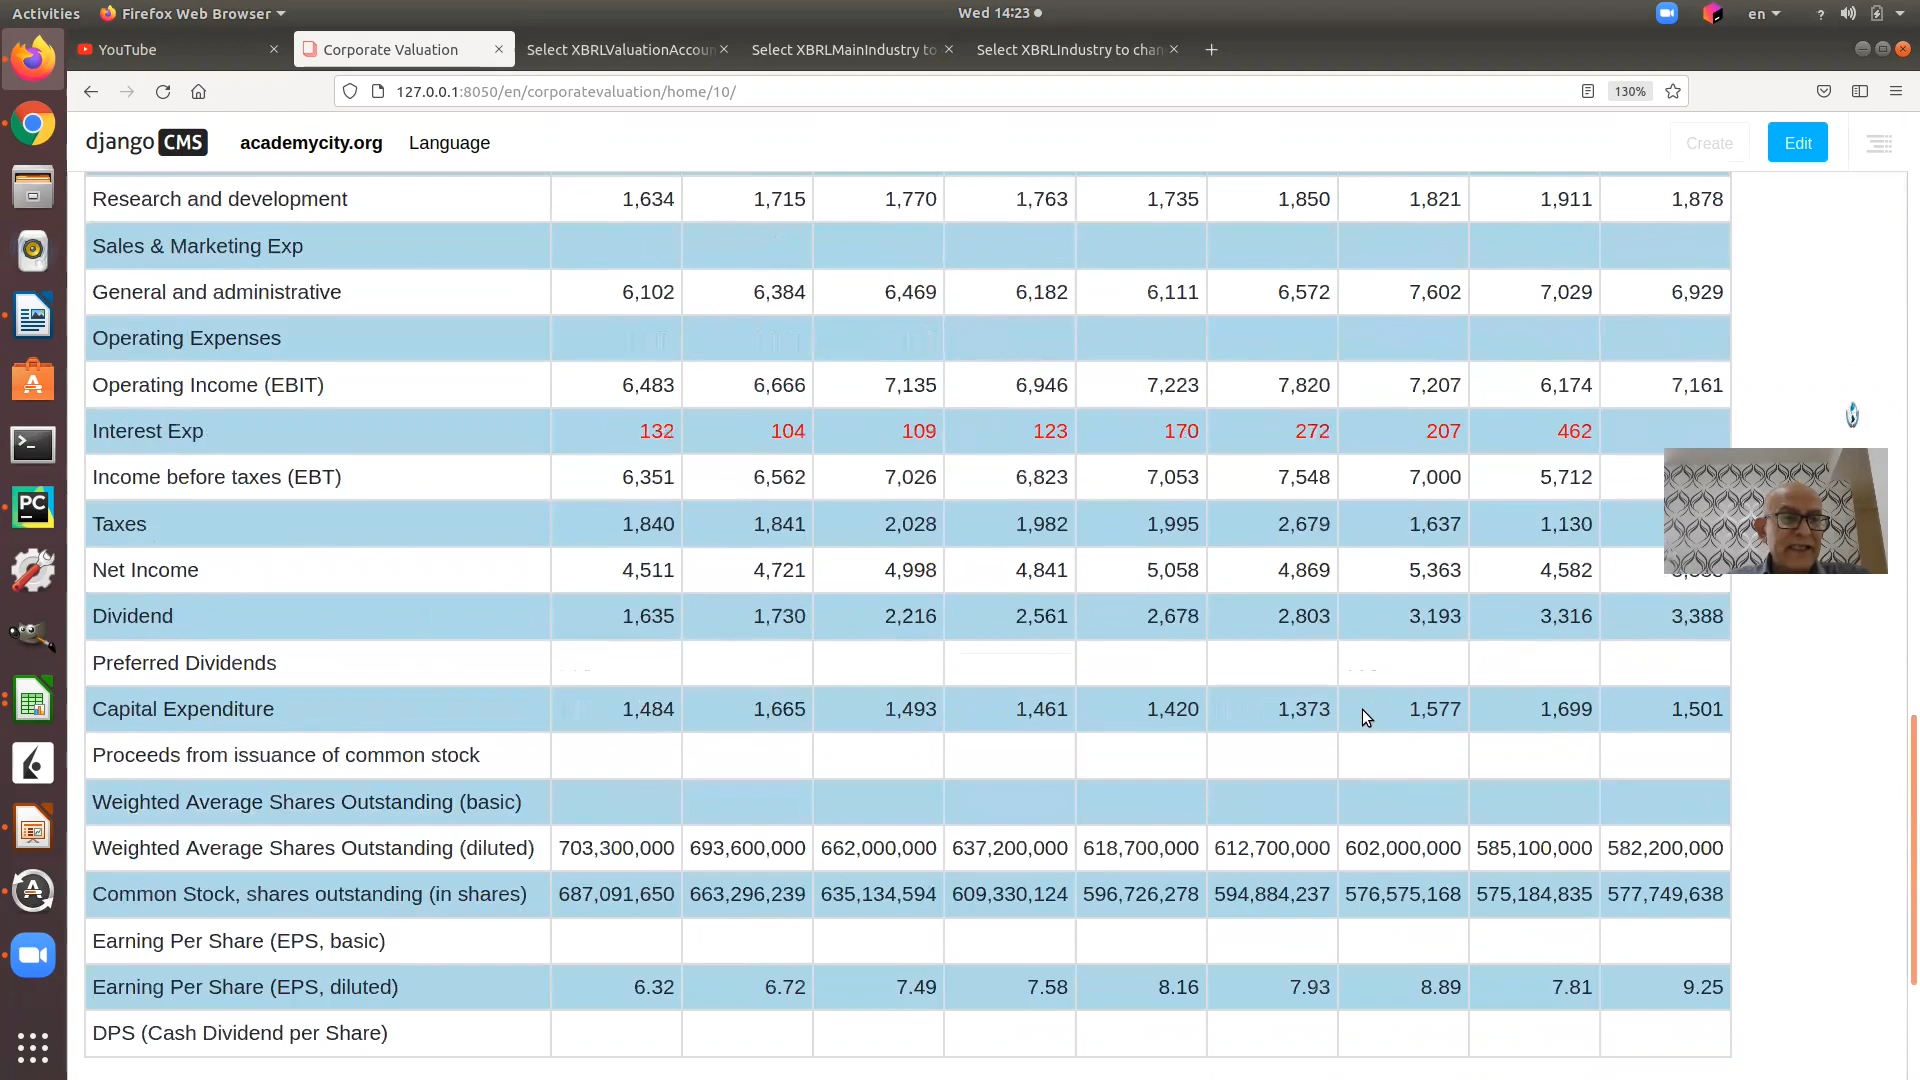 Activities Firefox Web Browser Wed 14:23 en ?
YouTube Corporate Valuation Select XBRLValuationAccoun Select XBRLMainIndustry to Select XBRLIndustry to chan
127.0.0.1:8050/en/corporatevaluation/home/10/ 130%
django CMS academycity.org Language Create Edit
Research and development 1,634 1,715 1,770 1,763 1,735 1,850 1,821 1,911 1,878
Sales & Marketing Exp
General and administrative 6,102 6,384 6,469 6,182 6,111 6,572 7,602 7,029 6,929
Operating Expenses
Operating Income (EBIT) 6,483 6,666 7,135 6,946 7,223 7,820 7,207 6,174 7,161
Interest Exp 132 104 109 123 170 272 207 462
Income before taxes (EBT) 6,351 6,562 7,026 6,823 7,053 7,548 7,000 5,712
Taxes 1,840 1,841 2,028 1,982 1,995 2,679 1,637 1,130
Net Income 4,511 4,721 4,998 4,841 5,058 4,869 5,363 4,582
Dividend 1,635 1,730 2,216 2,561 2,678 2,803 3,193 3,316 3,388
Preferred Dividends
Capital Expenditure 1,484 1,665 1,493 1,461 1,420 1,373 1,577 1,699 1,501
Proceeds from issuance of common stock
Weighted Average Shares Outstanding (basic)
Weighted Average Shares Outstanding (diluted) 703,300,000 693,600,000 662,000,000 637,200,000 618,700,000 612,700,000 602,000,000 585,100,000 582,200,000
Common Stock, shares outstanding (in shares) 687,091,650 663,296,239 635,134,594 609,330,124 596,726,278 594,884,237 576,575,168 575,184,835 577,749,638
Earning Per Share (EPS, basic)
Earning Per Share (EPS, diluted) 6.32 6.72 7.49 7.58 8.16 7.93 8.89 7.81 9.25
DPS (Cash Dividend per Share)
PC